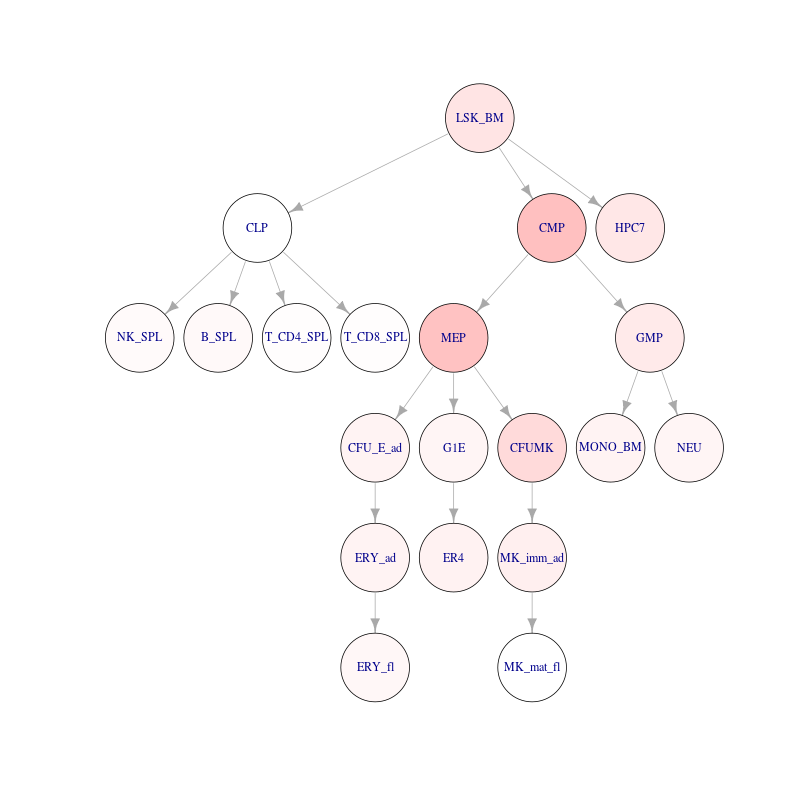 LSK_BM
CLP
CMP
HPC7
NK_SPL
B_SPL
T_CD4_SPL
T_CD8_SPL
MEP
GMP
CFU_E_ad
G1E
CFUMK
MONO_BM
NEU
ERY_ad
ER4
MK_imm_ad
ERY_fl
MK_mat_fl